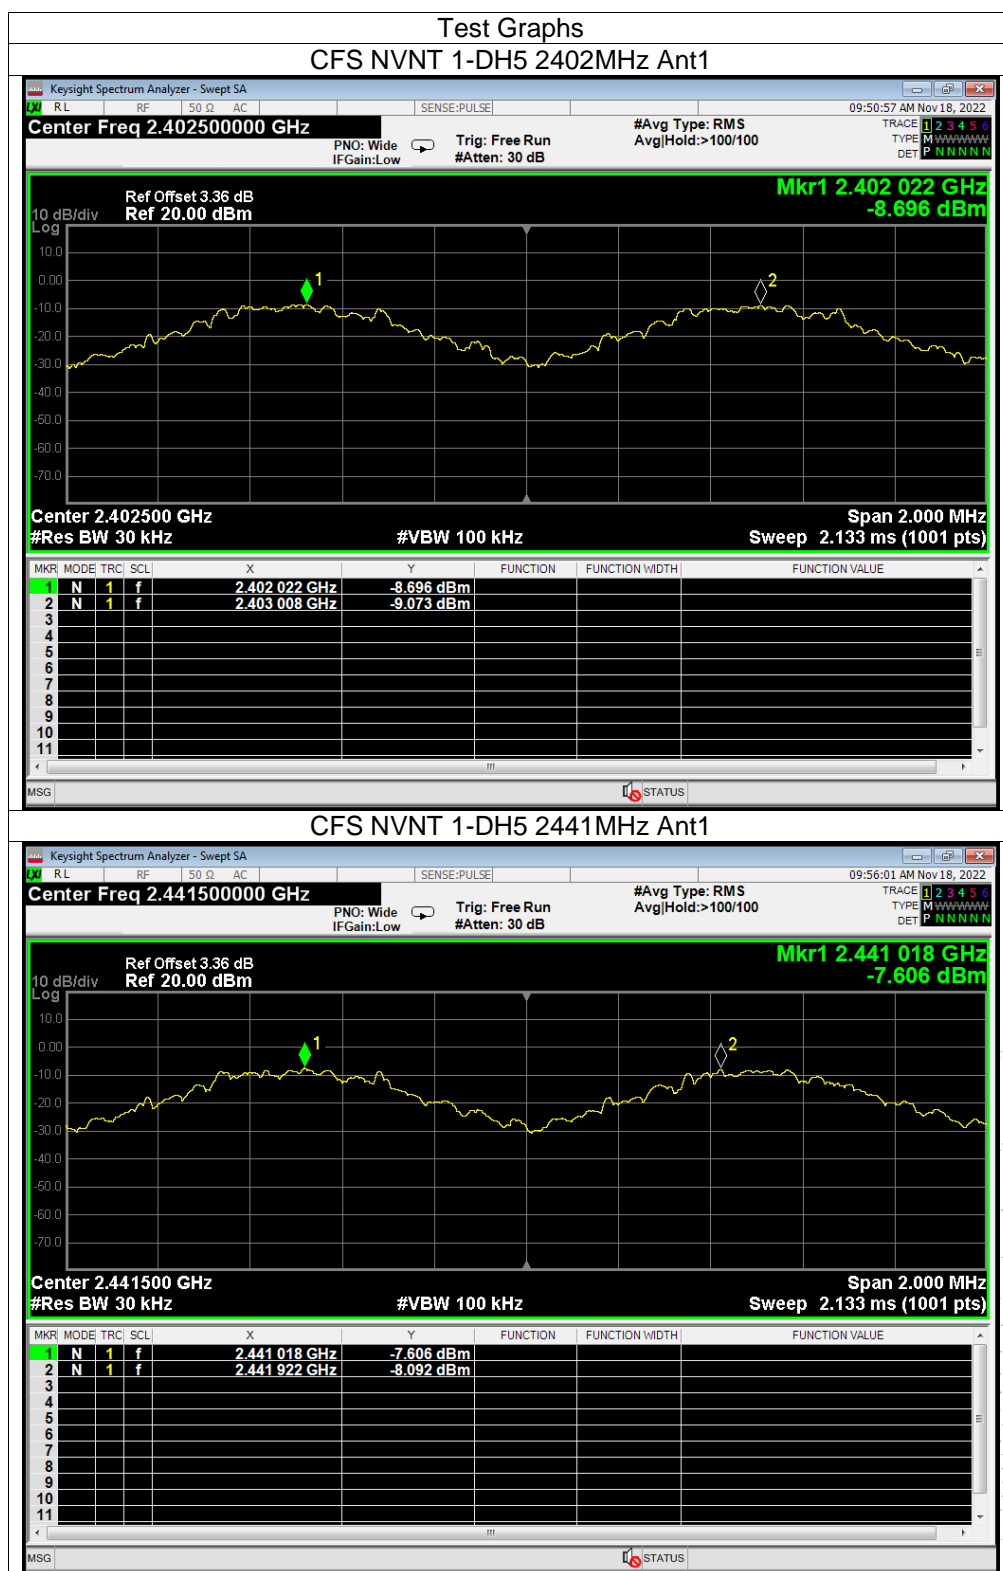 Test Graphs
CFS NVNT 1-DH5 2402MHz Ant1
Keysight Spectrum Analyzer - Swept SA
LXI RL RF 50 Ω AC SENSE:PULSE 09:50:57 AM Nov 18, 2022
Center Freq 2.402500000 GHz #Avg Type: RMS TRACE 1 2 3 4 5 6
PNO: Wide Trig: Free Run Avg|Hold:>100/100 TYPE M WWWWW
IFGain:Low #Atten: 30 dB DET P N N N N N
Mkr1 2.402 022 GHz
Ref Offset 3.36 dB
10 dB/div Ref 20.00 dBm -8.696 dBm
Log
10.0
0.00
1 2
-10.0
-20.0
-30.0
-40.0
-50.0
-60.0
-70.0
Center 2.402500 GHz Span 2.000 MHz
#Res BW 30 kHz #VBW 100 kHz Sweep 2.133 ms (1001 pts)
MKR MODE TRC SCL X Y FUNCTION FUNCTION WIDTH FUNCTION VALUE
1 N 1 f 2.402 022 GHz -8.696 dBm
2 N 1 f 2.403 008 GHz -9.073 dBm
3
4
5
6
7
8
9
10
11
MSG STATUS
CFS NVNT 1-DH5 2441MHz Ant1
Keysight Spectrum Analyzer - Swept SA
LXI RL RF 50 Ω AC SENSE:PULSE 09:56:01 AM Nov 18, 2022
Center Freq 2.441500000 GHz #Avg Type: RMS TRACE 1 2 3 4 5 6
PNO: Wide Trig: Free Run Avg|Hold:>100/100 TYPE M WWWWW
IFGain:Low #Atten: 30 dB DET P N N N N N
Mkr1 2.441 018 GHz
Ref Offset 3.36 dB
10 dB/div Ref 20.00 dBm -7.606 dBm
Log
10.0
0.00
1 2
-10.0
-20.0
-30.0
-40.0
-50.0
-60.0
-70.0
Center 2.441500 GHz Span 2.000 MHz
#Res BW 30 kHz #VBW 100 kHz Sweep 2.133 ms (1001 pts)
MKR MODE TRC SCL X Y FUNCTION FUNCTION WIDTH FUNCTION VALUE
1 N 1 f 2.441 018 GHz -7.606 dBm
2 N 1 f 2.441 922 GHz -8.092 dBm
3
4
5
6
7
8
9
10
11
MSG STATUS